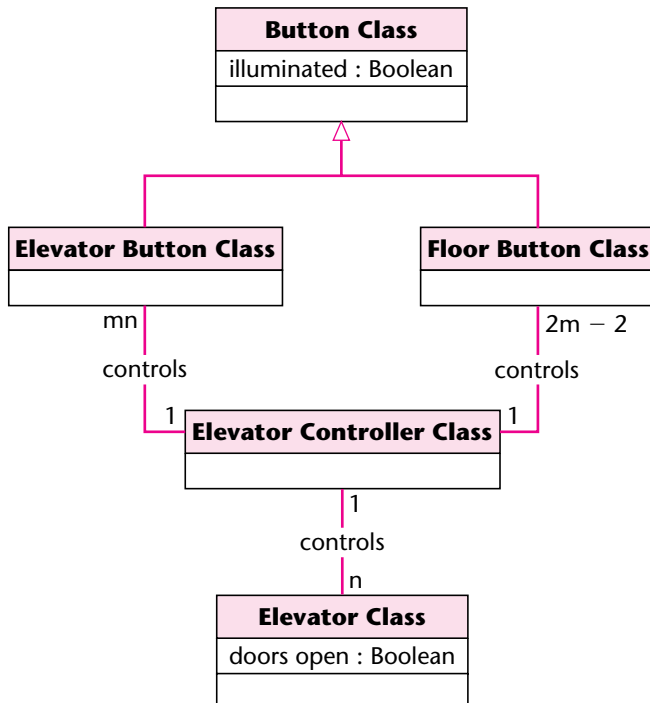 Button Class
illuminated : Boolean
Elevator Button Class
Floor Button Class
mn
2m − 2
controls
controls
1
Elevator Controller Class
1
1
controls
n
Elevator Class
doors open : Boolean